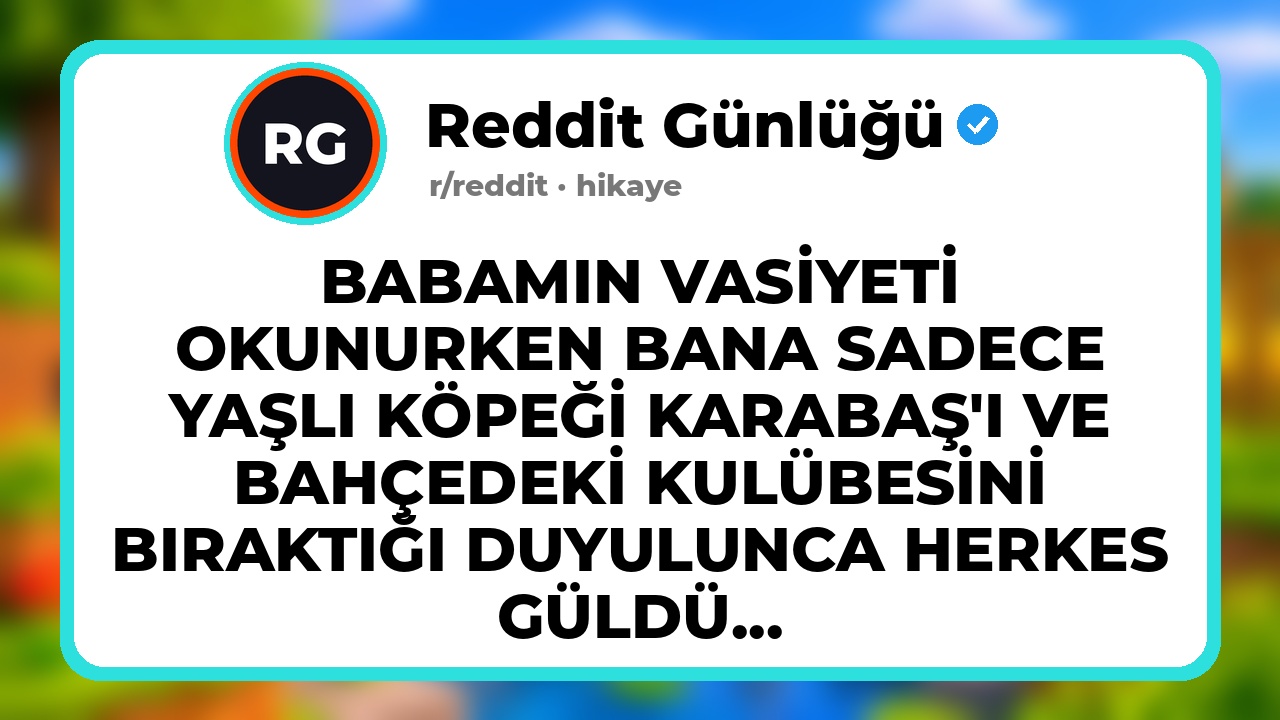 RG
Reddit Günlüğü
r/reddit • hikaye
BABAMIN VASİYETİ
OKUNURKEN BANA SADECE
YAŞLI KÖPEĞİ KARABAŞ'I VE
BAHÇEDEKİ KULÜBESİNİ
BIRAKTIĞI DUYULUNCA HERKES
GÜLDÜ...